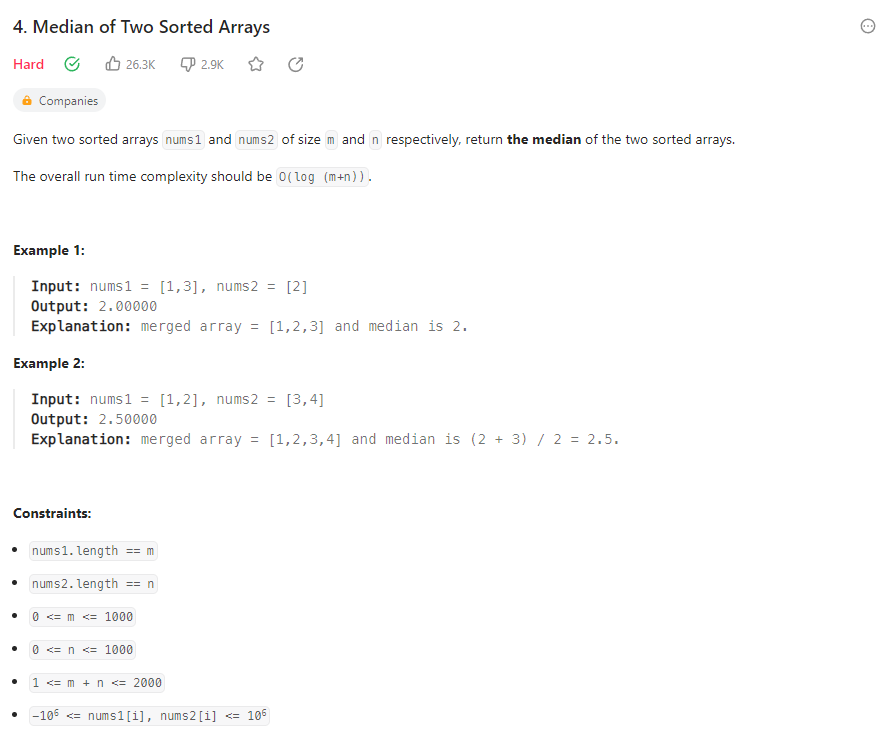 4. Median of Two Sorted Arrays
Hard 26.3K 2.9K
Companies
Given two sorted arrays nums1 and nums2 of size m and n respectively, return the median of the two sorted arrays.
The overall run time complexity should be O(log (m+n)).
Example 1:
Input: nums1 = [1,3], nums2 = [2]
Output: 2.00000
Explanation: merged array = [1,2,3] and median is 2.
Example 2:
Input: nums1 = [1,2], nums2 = [3,4]
Output: 2.50000
Explanation: merged array = [1,2,3,4] and median is (2 + 3) / 2 = 2.5.
Constraints:
• nums1.length == m
• nums2.length == n
• 0 <= m <= 1000
• 0 <= n <= 1000
• 1 <= m + n <= 2000
• -10⁶ <= nums1[i], nums2[i] <= 10⁶